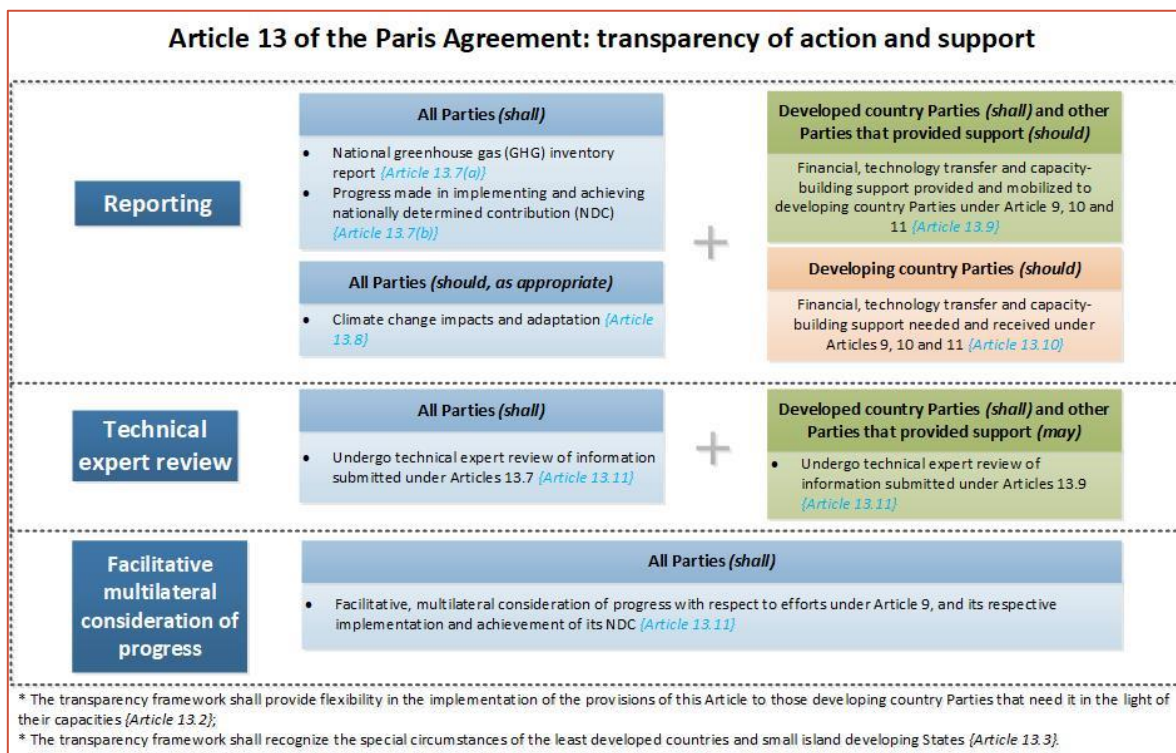 Article 13 of the Paris Agreement: transparency of action and support
Reporting
All Parties (shall)
• National greenhouse gas (GHG) inventory
report {Article 13.7(a)}
• Progress made in implementing and achieving
nationally determined contribution (NDC)
{Article 13.7(b)}
All Parties (should, as appropriate)
• Climate change impacts and adaptation {Article
13.8}
+
Developed country Parties (shall) and other
Parties that provided support (should)
Financial, technology transfer and capacity-
building support provided and mobilized to
developing country Parties under Article 9, 10 and
11 {Article 13.9}
Developing country Parties (should)
Financial, technology transfer and capacity-
building support needed and received under
Articles 9, 10 and 11 {Article 13.10}
Technical
expert review
All Parties (shall)
• Undergo technical expert review of information
submitted under Articles 13.7 {Article 13.11}
+
Developed country Parties (shall) and other
Parties that provided support (may)
• Undergo technical expert review of
information submitted under Articles 13.9
{Article 13.11}
Facilitative
multilateral
consideration of
progress
All Parties (shall)
• Facilitative, multilateral consideration of progress with respect to efforts under Article 9, and its respective
implementation and achievement of its NDC {Article 13.11}
* The transparency framework shall provide flexibility in the implementation of the provisions of this Article to those developing country Parties that need it in the light of
their capacities {Article 13.2};
* The transparency framework shall recognize the special circumstances of the least developed countries and small island developing States {Article 13.3}.